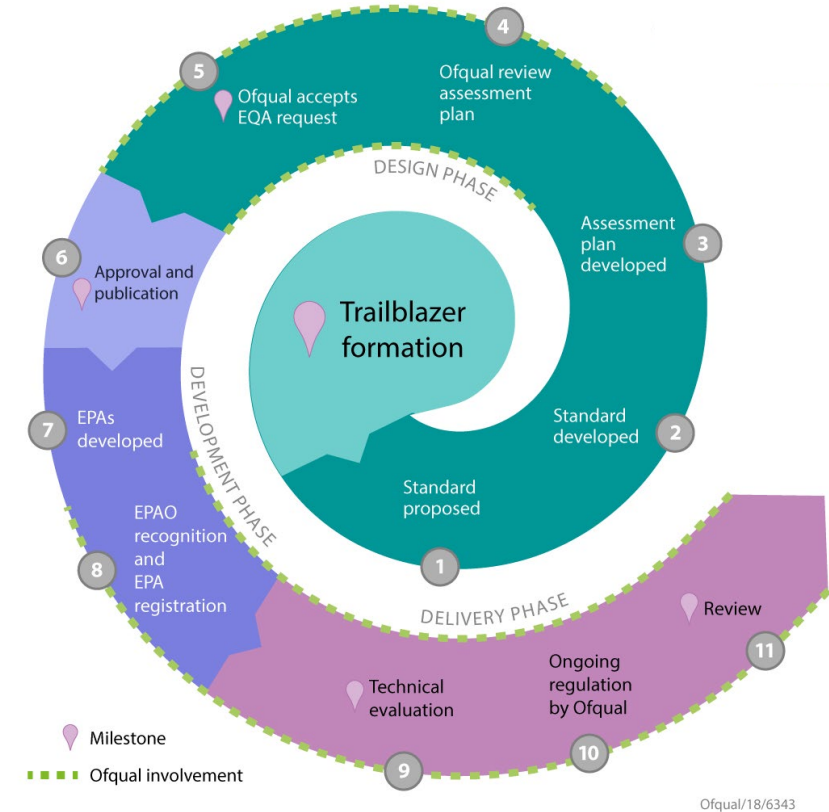 Trailblazer
formation
1
Standard
proposed
2
Standard
developed
3
Assessment
plan
developed
4
Ofqual review
assessment
plan
5
Ofqual accepts
EQA request
DESIGN PHASE
6
Approval and
publication
7
EPAs
developed
8
EPAO
recognition
and
EPA
registration
DEVELOPMENT PHASE
DELIVERY PHASE
9
Technical
evaluation
10
Ongoing
regulation
by Ofqual
11
Review
Milestone
Ofqual involvement
Ofqual/18/6343